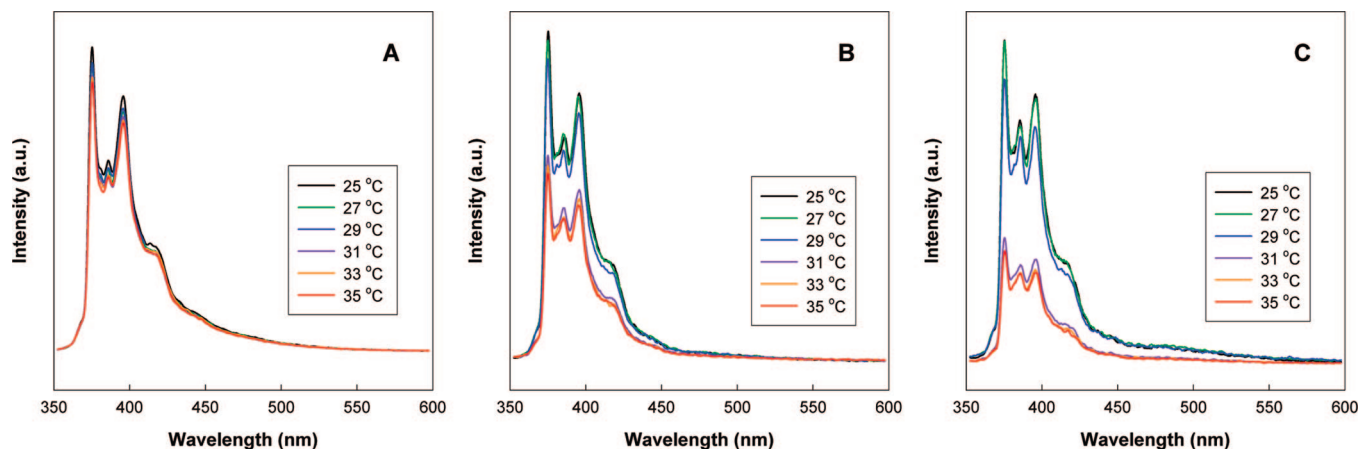 A
Intensity (a.u.)
25 °C
27 °C
29 °C
31 °C
33 °C
35 °C
350 400 450 500 550 600
Wavelength (nm)
B
Intensity (a.u.)
25 °C
27 °C
29 °C
31 °C
33 °C
35 °C
350 400 450 500 550 600
Wavelength (nm)
C
Intensity (a.u.)
25 °C
27 °C
29 °C
31 °C
33 °C
35 °C
350 400 450 500 550 600
Wavelength (nm)